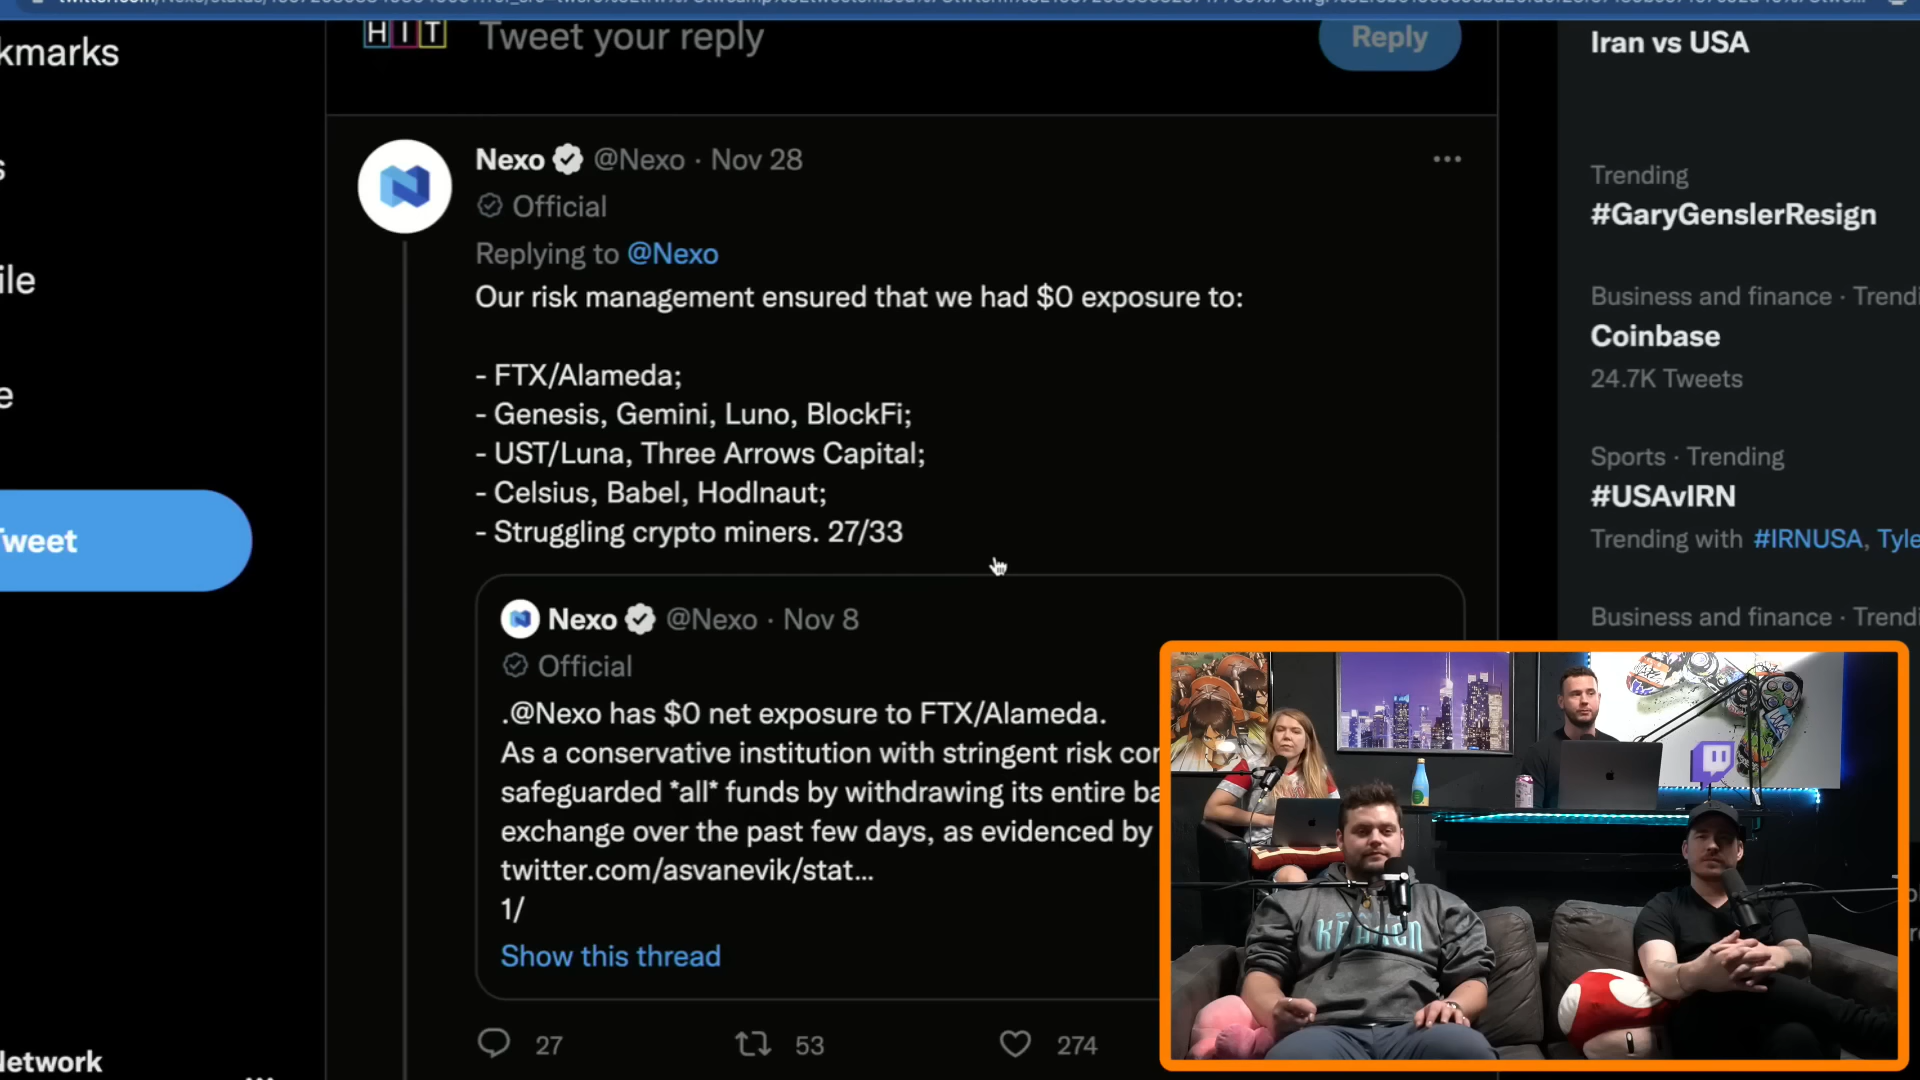 kmarks
ile
Tweet
Network
HIT
Tweet your reply
Reply
Nexo @Nexo · Nov 28
Official
Replying to @Nexo
Our risk management ensured that we had $0 exposure to:
- FTX/Alameda;
- Genesis, Gemini, Luno, BlockFi;
- UST/Luna, Three Arrows Capital;
- Celsius, Babel, Hodlnaut;
- Struggling crypto miners. 27/33
Nexo @Nexo · Nov 8
Official
.@Nexo has $0 net exposure to FTX/Alameda.
As a conservative institution with stringent risk con
safeguarded *all* funds by withdrawing its entire ba
exchange over the past few days, as evidenced by
twitter.com/asvanevik/stat...
1/
Show this thread
27 53 274
Iran vs USA
Trending
#GaryGenslerResign
Business and finance · Trendi
Coinbase
24.7K Tweets
Sports · Trending
#USAvIRN
Trending with #IRNUSA, Tyle
Business and finance · Trendi
KRAKEN